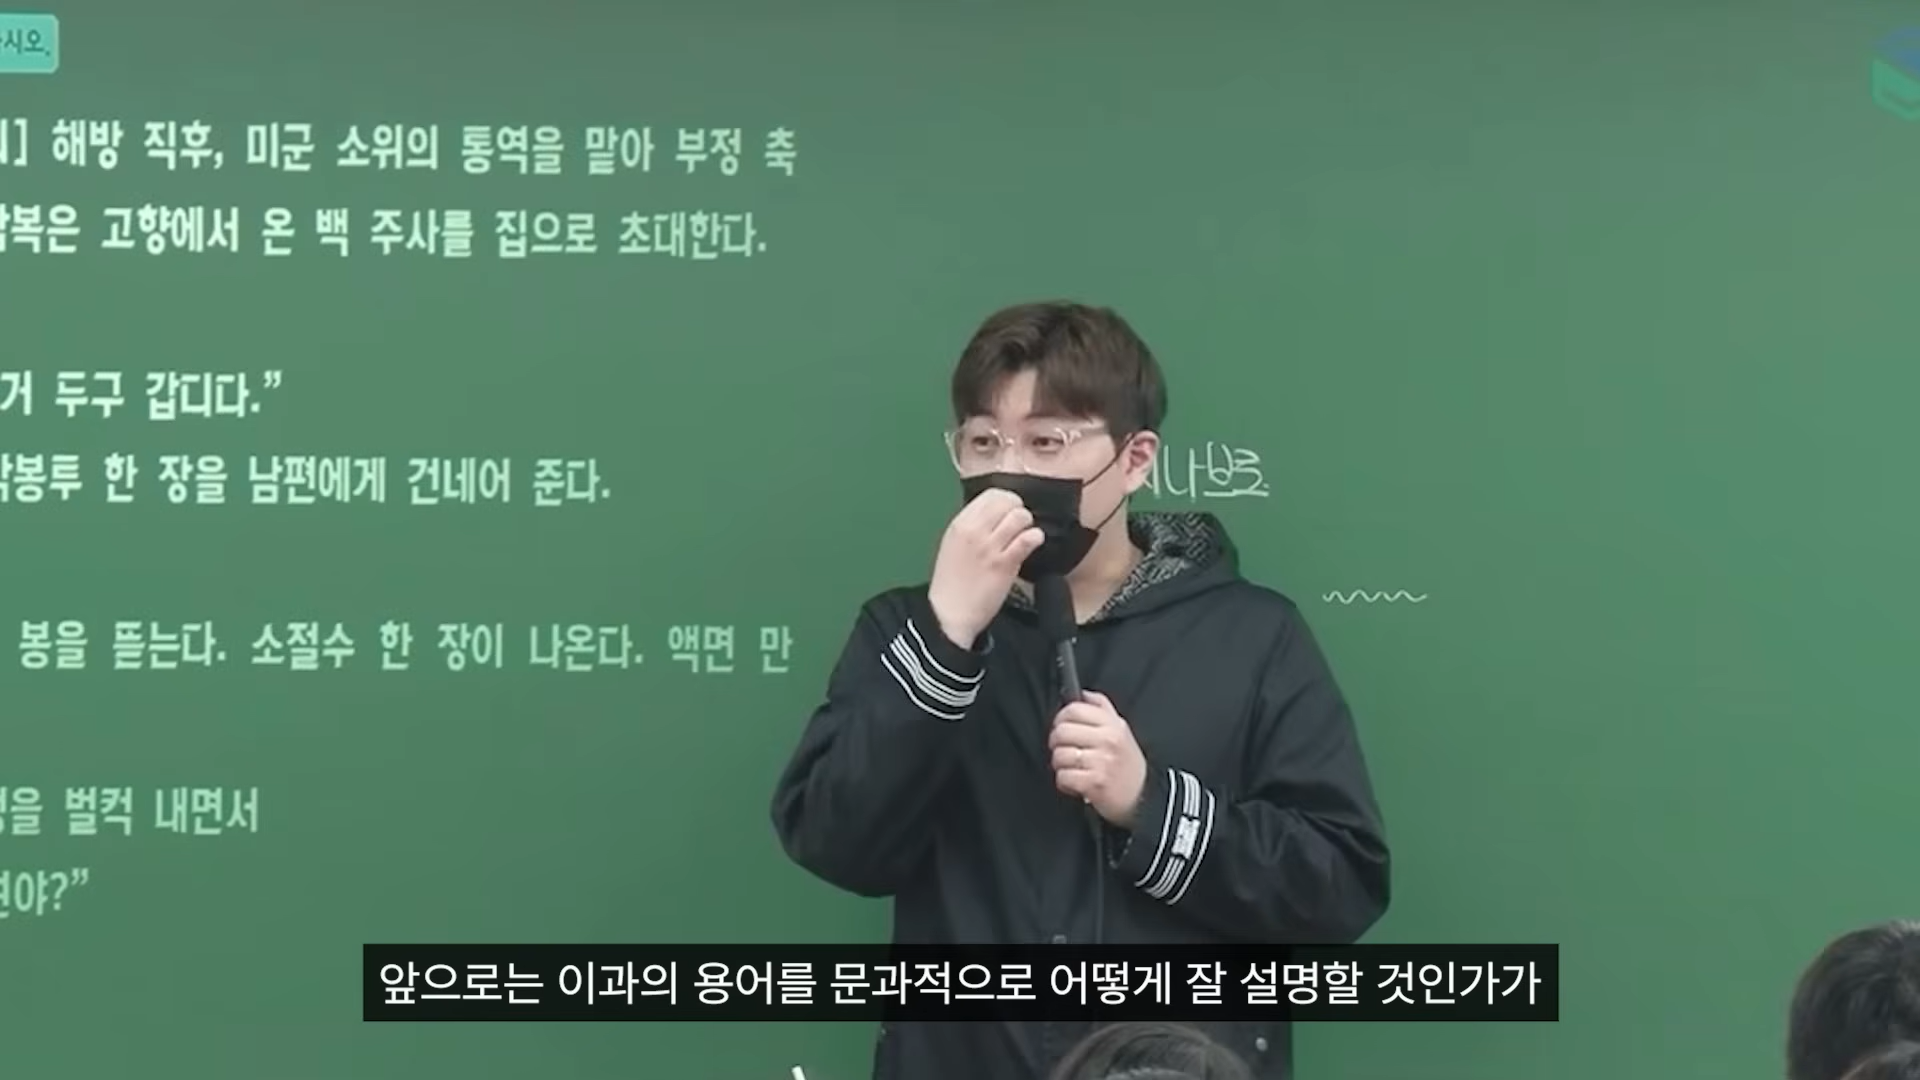 시오.
해방 직후, 미군 소위의 통역을 맡아 부정 축
복은 고향에서 온 백 주사를 집으로 초대한다.
거 두구 갑디다.”
봉투 한 장을 남편에게 건네어 준다.
나브로
봉을 뜯는다. 소절수 한 장이 나온다. 액면 만
을 벌컥 내면서
야?”
앞으로는 이과의 용어를 문과적으로 어떻게 잘 설명할 것인가가